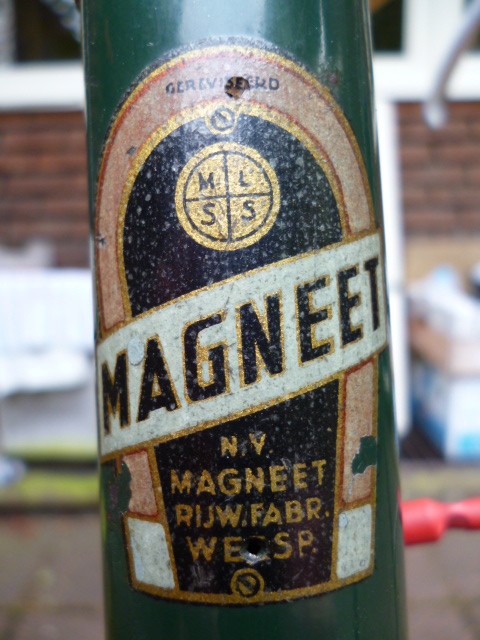 GEREVISEERD
M L
S S
MAGNEET
N.V.
MAGNEET
RIJW.FABR.
WEESP.